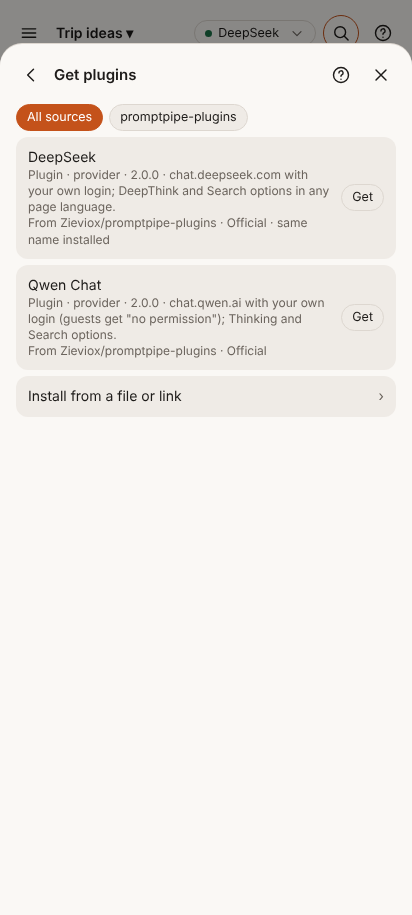 Trip ideas ▾
DeepSeek
Get plugins
All sources
promptpipe-plugins
DeepSeek
Plugin · provider · 2.0.0 · chat.deepseek.com with
your own login; DeepThink and Search options in any
page language.
From Zieviox/promptpipe-plugins · Official · same
name installed
Get
Qwen Chat
Plugin · provider · 2.0.0 · chat.qwen.ai with your own
login (guests get "no permission"); Thinking and
Search options.
From Zieviox/promptpipe-plugins · Official
Get
Install from a file or link